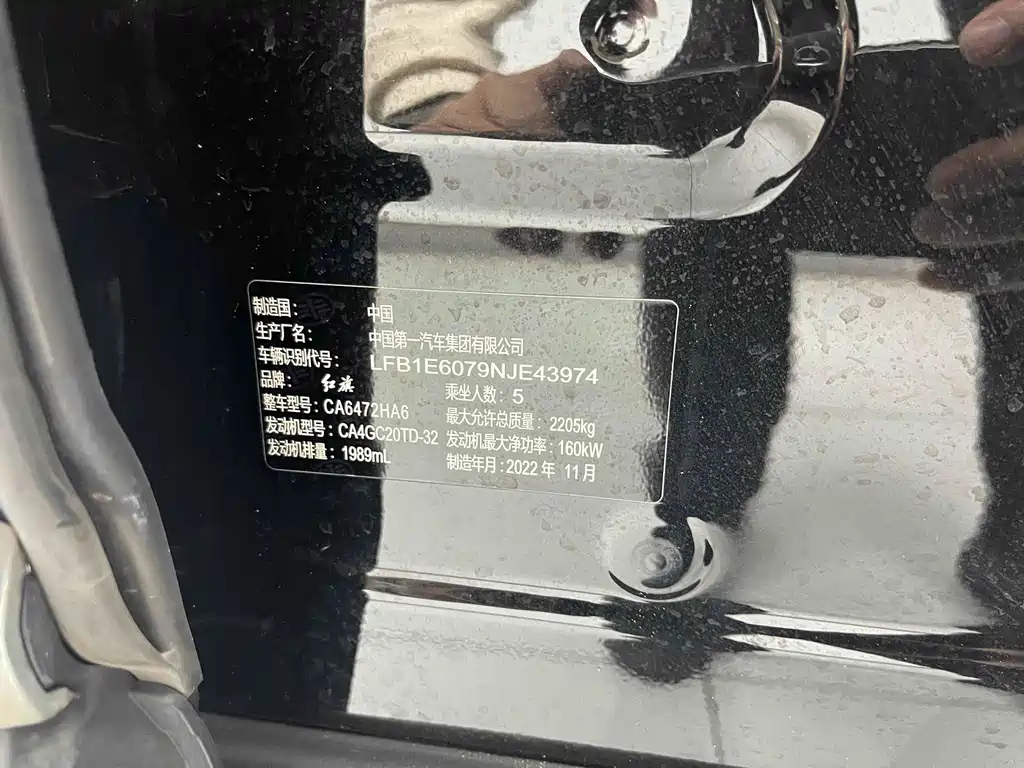 制造国： 中国
生产厂名： 中国第一汽车集团有限公司
车辆识别代号： LFB1E6079NJE43974
品牌： 红旗 乘坐人数：5
整车型号：CA6472HA6 最大允许总质量：2205kg
发动机型号：CA4GC20TD-32 发动机最大净功率：160kW
发动机排量：1989mL 制造年月：2022 年 11 月